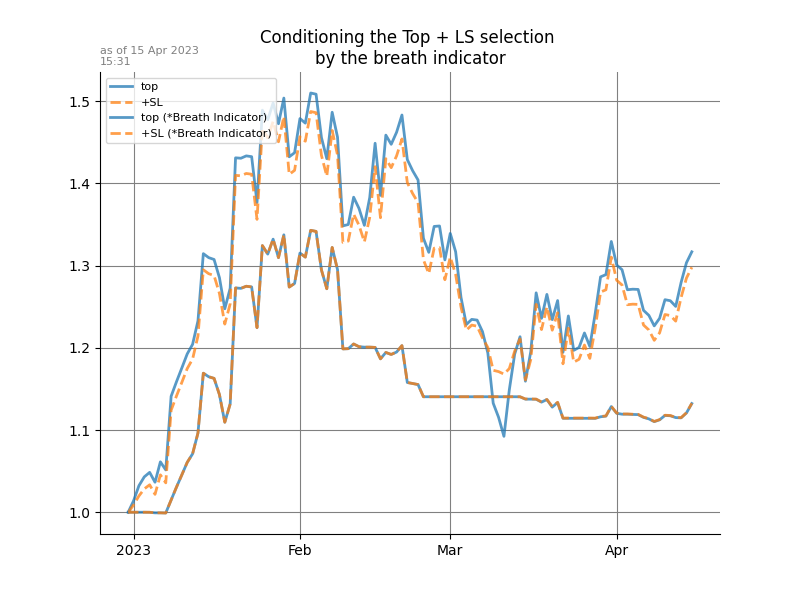 Conditioning the Top + LS selection
by the breath indicator
as of 15 Apr 2023
15:31
top
+SL
top (*Breath Indicator)
+SL (*Breath Indicator)
1.5
1.4
1.3
1.2
1.1
1.0
2023 Feb Mar Apr